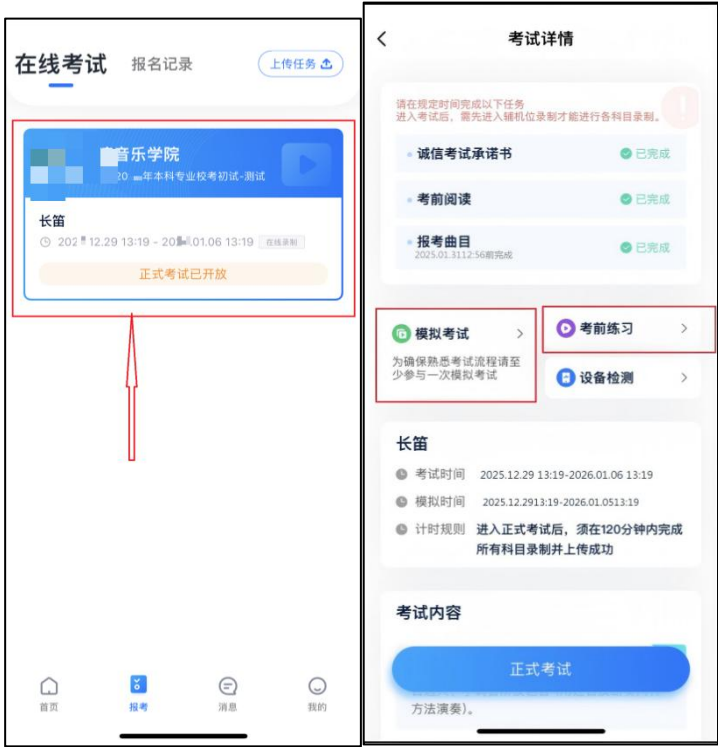 在线考试 报名记录 上传任务
音乐学院
年本科专业校考初试-测试
长笛
12.29 13:19 - 20 .01.06 13:19 在线录制
正式考试已开放
首页 报考 消息 我的
考试详情
请在规定时间完成以下任务
进入考试后，需先进入辅机位录制才能进行各科目录制。
诚信考试承诺书 已完成
考前阅读 已完成
报考曲目 已完成
2025.01.3112:56前完成
模拟考试
为确保熟悉考试流程请至
少参与一次模拟考试
考前练习
设备检测
长笛
考试时间 2025.12.29 13:19-2026.01.06 13:19
模拟时间 2025.12.2913:19-2026.01.0513:19
计时规则 进入正式考试后，须在120分钟内完成
所有科目录制并上传成功
考试内容
正式考试
方法演奏）。